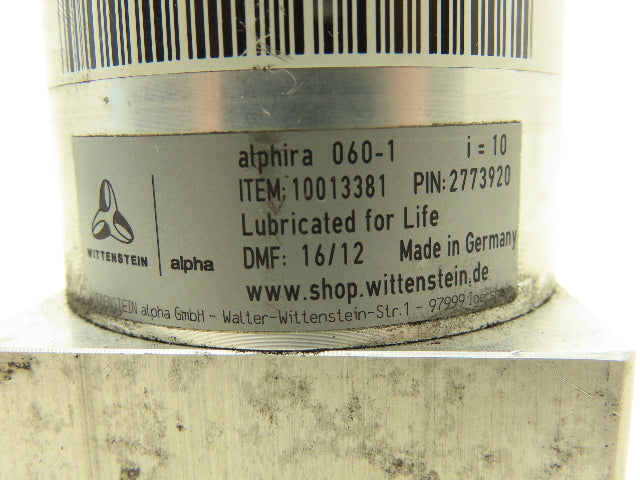 alphira 060-1 i = 10
ITEM: 10013381 PIN: 2773920
Lubricated for Life
DMF: 16/12 Made in Germany
www.shop.wittenstein.de
WITTENSTEIN alpha
WITTENSTEIN alpha GmbH - Walter-Wittenstein-Str.1 - 97999